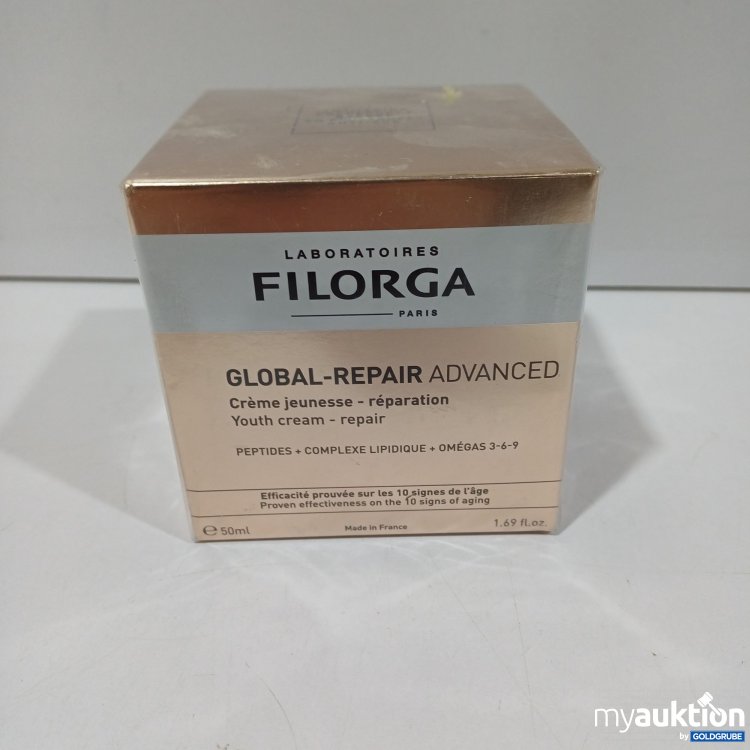 LABORATOIRES
FILORGA
PARIS
GLOBAL-REPAIR ADVANCED
Crème jeunesse - réparation
Youth cream - repair
PEPTIDES + COMPLEXE LIPIDIQUE + OMÉGAS 3-6-9
Efficacité prouvée sur les 10 signes de l'âge
Proven effectiveness on the 10 signs of aging
℮ 50ml Made in France 1.69 fl.oz.
myauktion
by GOLDGRUBE